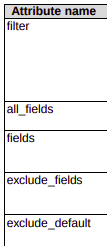 Attribute name
filter
all_fields
fields
exclude_fields
exclude_default